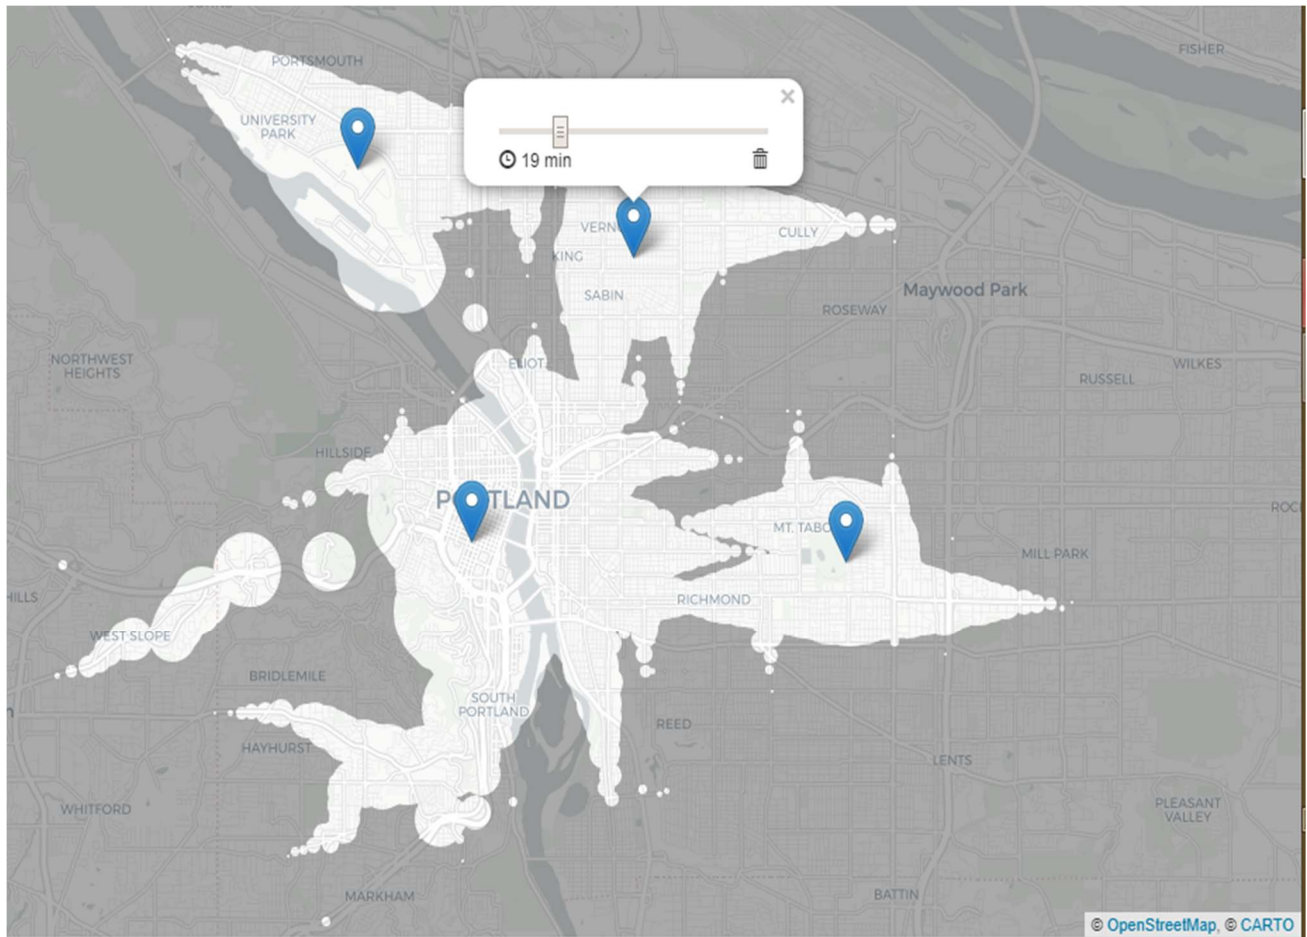 FISHER
PORTSMOUTH
UNIVERSITY
PARK
19 min
CULLY
KING
SABIN
Maywood Park
ROSEWAY
NORTHWEST
HEIGHTS
ELIOT
WILKES
RUSSELL
HILLSIDE
PORTLAND
MT. TABO
MILL PARK
HILLS
RICHMOND
WEST SLOPE
BRIDLEMILE
SOUTH
PORTLAND
REED
HAYHURST
LENTS
WHITFORD
PLEASANT
VALLEY
MARKHAM
BATTIN
© OpenStreetMap, © CARTO